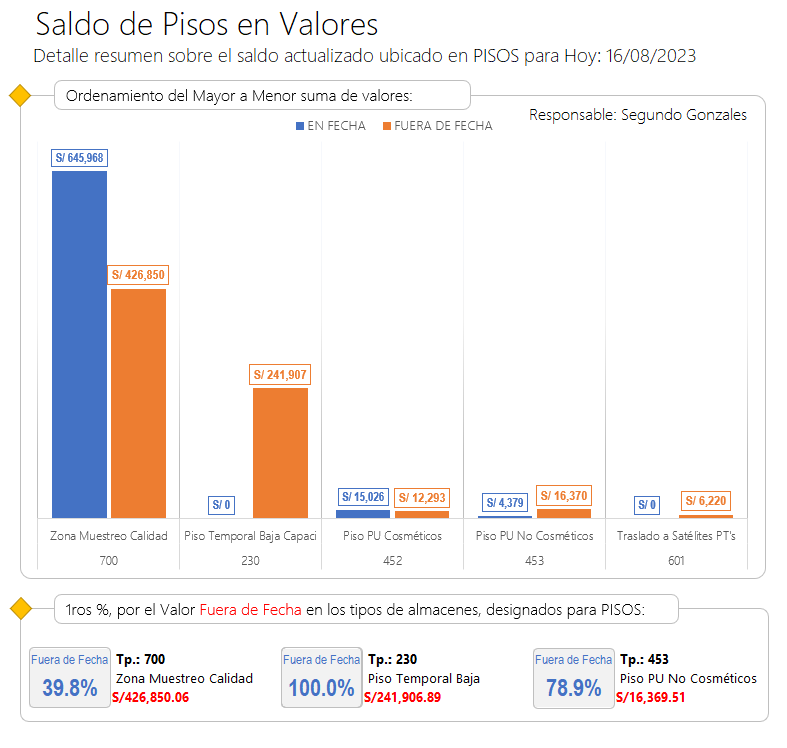 Saldo de Pisos en Valores
Detalle resumen sobre el saldo actualizado ubicado en PISOS para Hoy: 16/08/2023
Ordenamiento del Mayor a Menor suma de valores:
Responsable: Segundo Gonzales
EN FECHA FUERA DE FECHA
S/ 645,968
S/ 426,850
S/ 241,907
S/ 0
S/ 15,026
S/ 12,293
S/ 4,379
S/ 16,370
S/ 0
S/ 6,220
Zona Muestreo Calidad Piso Temporal Baja Capaci Piso PU Cosméticos Piso PU No Cosméticos Traslado a Satélites PT's
700 230 452 453 601
1ros %, por el Valor Fuera de Fecha en los tipos de almacenes, designados para PISOS:
Fuera de Fecha
39.8%
Tp.: 700
Zona Muestreo Calidad
S/426,850.06
Fuera de Fecha
100.0%
Tp.: 230
Piso Temporal Baja
S/241,906.89
Fuera de Fecha
78.9%
Tp.: 453
Piso PU No Cosméticos
S/16,369.51